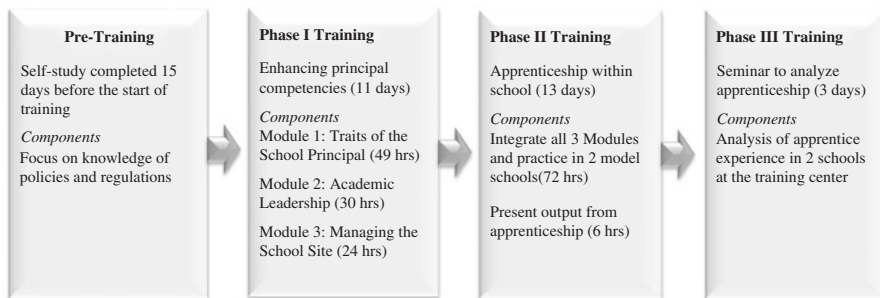 Pre-Training
Self-study completed 15
days before the start of
training
Components
Focus on knowledge of
policies and regulations
Phase I Training
Enhancing principal
competencies (11 days)
Components
Module 1: Traits of the
School Principal (49 hrs)
Module 2: Academic
Leadership (30 hrs)
Module 3: Managing the
School Site (24 hrs)
Phase II Training
Apprenticeship within
school (13 days)
Components
Integrate all 3 Modules
and practice in 2 model
schools(72 hrs)
Present output from
apprenticeship (6 hrs)
Phase III Training
Seminar to analyze
apprenticeship (3 days)
Components
Analysis of apprentice
experience in 2 schools
at the training center